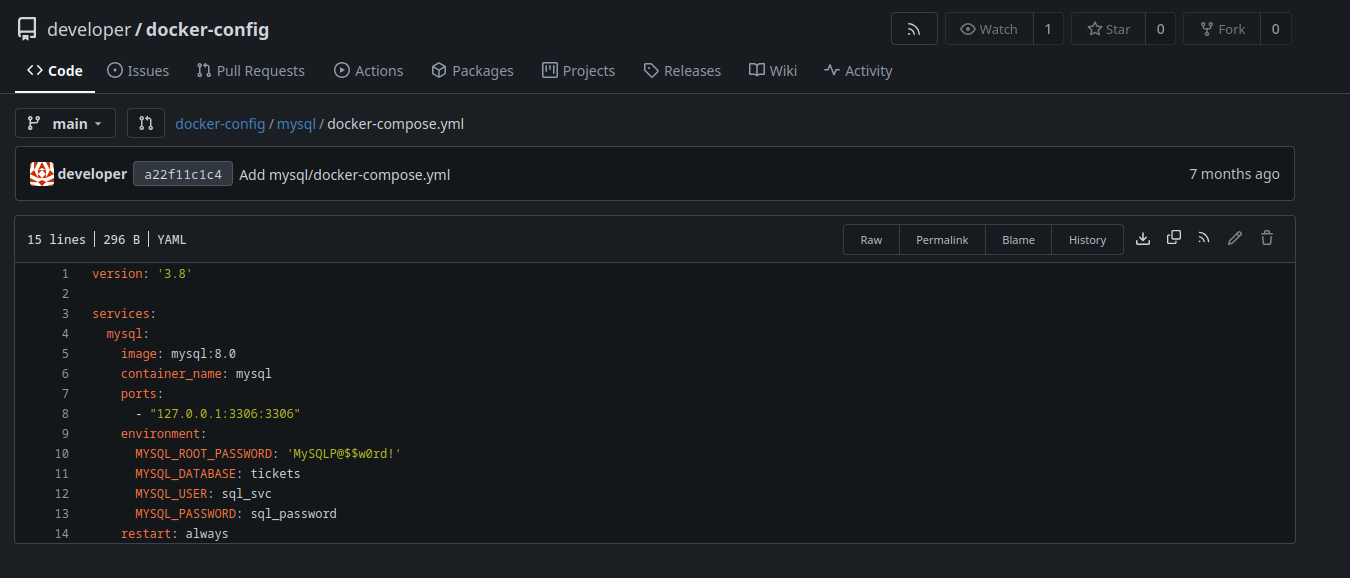 developer / docker-config
Watch 1 Star 0 Fork 0
Code Issues Pull Requests Actions Packages Projects Releases Wiki Activity
main docker-config / mysql / docker-compose.yml
developer a22f11c1c4 Add mysql/docker-compose.yml 7 months ago
15 lines 296 B YAML Raw Permalink Blame History
1 version: '3.8'
2
3 services:
4   mysql:
5     image: mysql:8.0
6     container_name: mysql
7     ports:
8       - "127.0.0.1:3306:3306"
9     environment:
10       MYSQL_ROOT_PASSWORD: 'MySQLP@$$w0rd!'
11       MYSQL_DATABASE: tickets
12       MYSQL_USER: sql_svc
13       MYSQL_PASSWORD: sql_password
14     restart: always